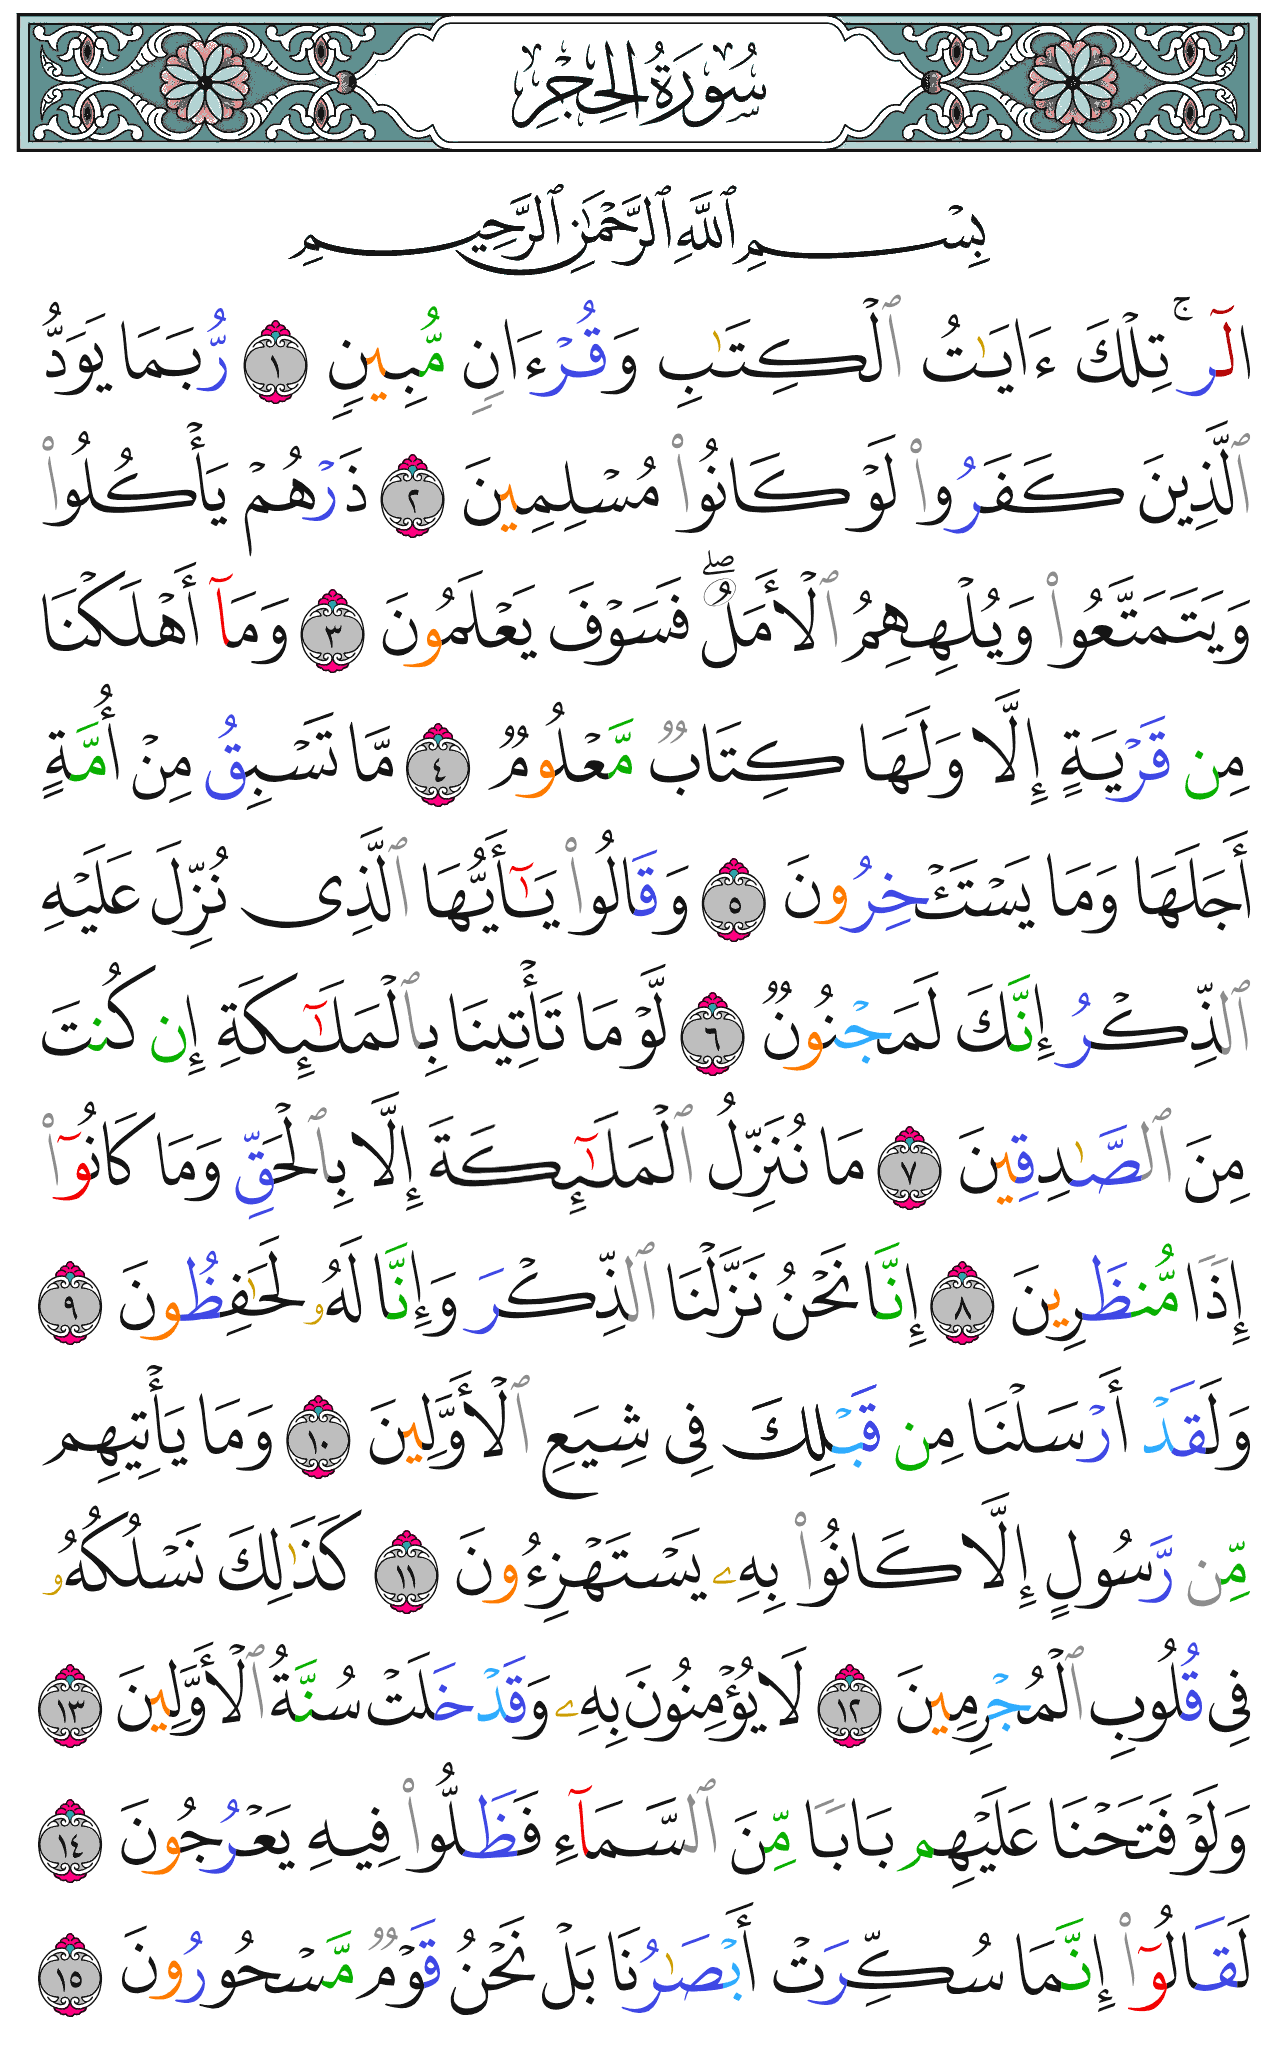 سُورَةُ الحِجْرِ
بِسْمِ ٱللَّهِ ٱلرَّحْمَٰنِ ٱلرَّحِيمِ
الٓرۚ تِلْكَ ءَايَٰتُ ٱلْكِتَٰبِ وَقُرْءَانٖ مُّبِينٖ ١ رُّبَمَا يَوَدُّ
ٱلَّذِينَ كَفَرُواْ لَوْ كَانُواْ مُسْلِمِينَ ٢ ذَرْهُمْ يَأْكُلُواْ
وَيَتَمَتَّعُواْ وَيُلْهِهِمُ ٱلْأَمَلُۖ فَسَوْفَ يَعْلَمُونَ ٣ وَمَآ أَهْلَكْنَا
مِن قَرْيَةٍ إِلَّا وَلَهَا كِتَابٞ مَّعْلُومٞ ٤ مَّا تَسْبِقُ مِنْ أُمَّةٍ
أَجَلَهَا وَمَا يَسْتَـْٔخِرُونَ ٥ وَقَالُواْ يَٰٓأَيُّهَا ٱلَّذِى نُزِّلَ عَلَيْهِ
ٱلذِّكْرُ إِنَّكَ لَمَجْنُونٞ ٦ لَّوْ مَا تَأْتِينَا بِٱلْمَلَٰٓئِكَةِ إِن كُنتَ
مِنَ ٱلصَّٰدِقِينَ ٧ مَا نُنَزِّلُ ٱلْمَلَٰٓئِكَةَ إِلَّا بِٱلْحَقِّ وَمَا كَانُوٓاْ
إِذٗا مُّنظَرِينَ ٨ إِنَّا نَحْنُ نَزَّلْنَا ٱلذِّكْرَ وَإِنَّا لَهُۥ لَحَٰفِظُونَ ٩
وَلَقَدْ أَرْسَلْنَا مِن قَبْلِكَ فِى شِيَعِ ٱلْأَوَّلِينَ ١٠ وَمَا يَأْتِيهِم
مِّن رَّسُولٍ إِلَّا كَانُواْ بِهِۦ يَسْتَهْزِءُونَ ١١ كَذَٰلِكَ نَسْلُكُهُۥ
فِى قُلُوبِ ٱلْمُجْرِمِينَ ١٢ لَا يُؤْمِنُونَ بِهِۦ وَقَدْ خَلَتْ سُنَّةُ ٱلْأَوَّلِينَ ١٣
وَلَوْ فَتَحْنَا عَلَيْهِم بَابٗا مِّنَ ٱلسَّمَآءِ فَظَلُّواْ فِيهِ يَعْرُجُونَ ١٤
لَقَالُوٓاْ إِنَّمَا سُكِّرَتْ أَبْصَٰرُنَا بَلْ نَحْنُ قَوْمٞ مَّسْحُورُونَ ١٥